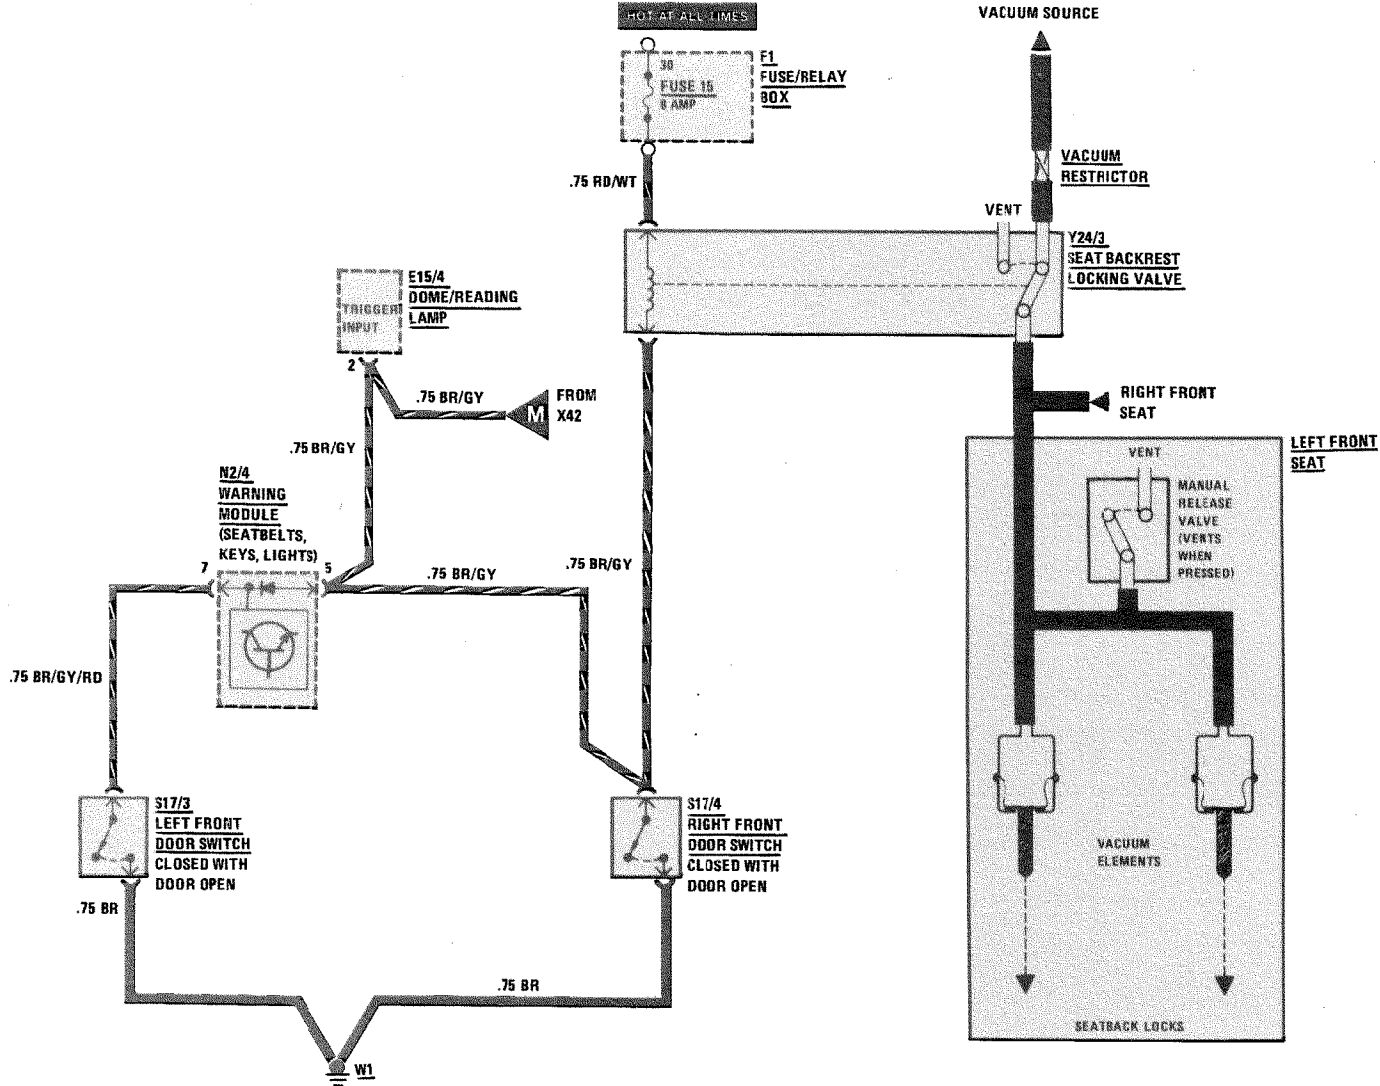 HOT AT ALL TIMES
VACUUM SOURCE
30
FUSE 15
8 AMP
F1
FUSE/RELAY
BOX
VACUUM
RESTRICTOR
.75 RD/WT
VENT
Y24/3
SEAT BACKREST
LOCKING VALVE
E15/4
DOME/READING
LAMP
TRIGGER
INPUT
2
.75 BR/GY
M
FROM
X42
RIGHT FRONT
SEAT
.75 BR/GY
LEFT FRONT
SEAT
VENT
MANUAL
RELEASE
VALVE
(VENTS
WHEN
PRESSED)
N2/4
WARNING
MODULE
(SEATBELTS,
KEYS, LIGHTS)
7
5
.75 BR/GY
.75 BR/GY
.75 BR/GY/RD
S17/3
LEFT FRONT
DOOR SWITCH
CLOSED WITH
DOOR OPEN
S17/4
RIGHT FRONT
DOOR SWITCH
CLOSED WITH
DOOR OPEN
VACUUM
ELEMENTS
.75 BR
.75 BR
SEATBACK LOCKS
W1